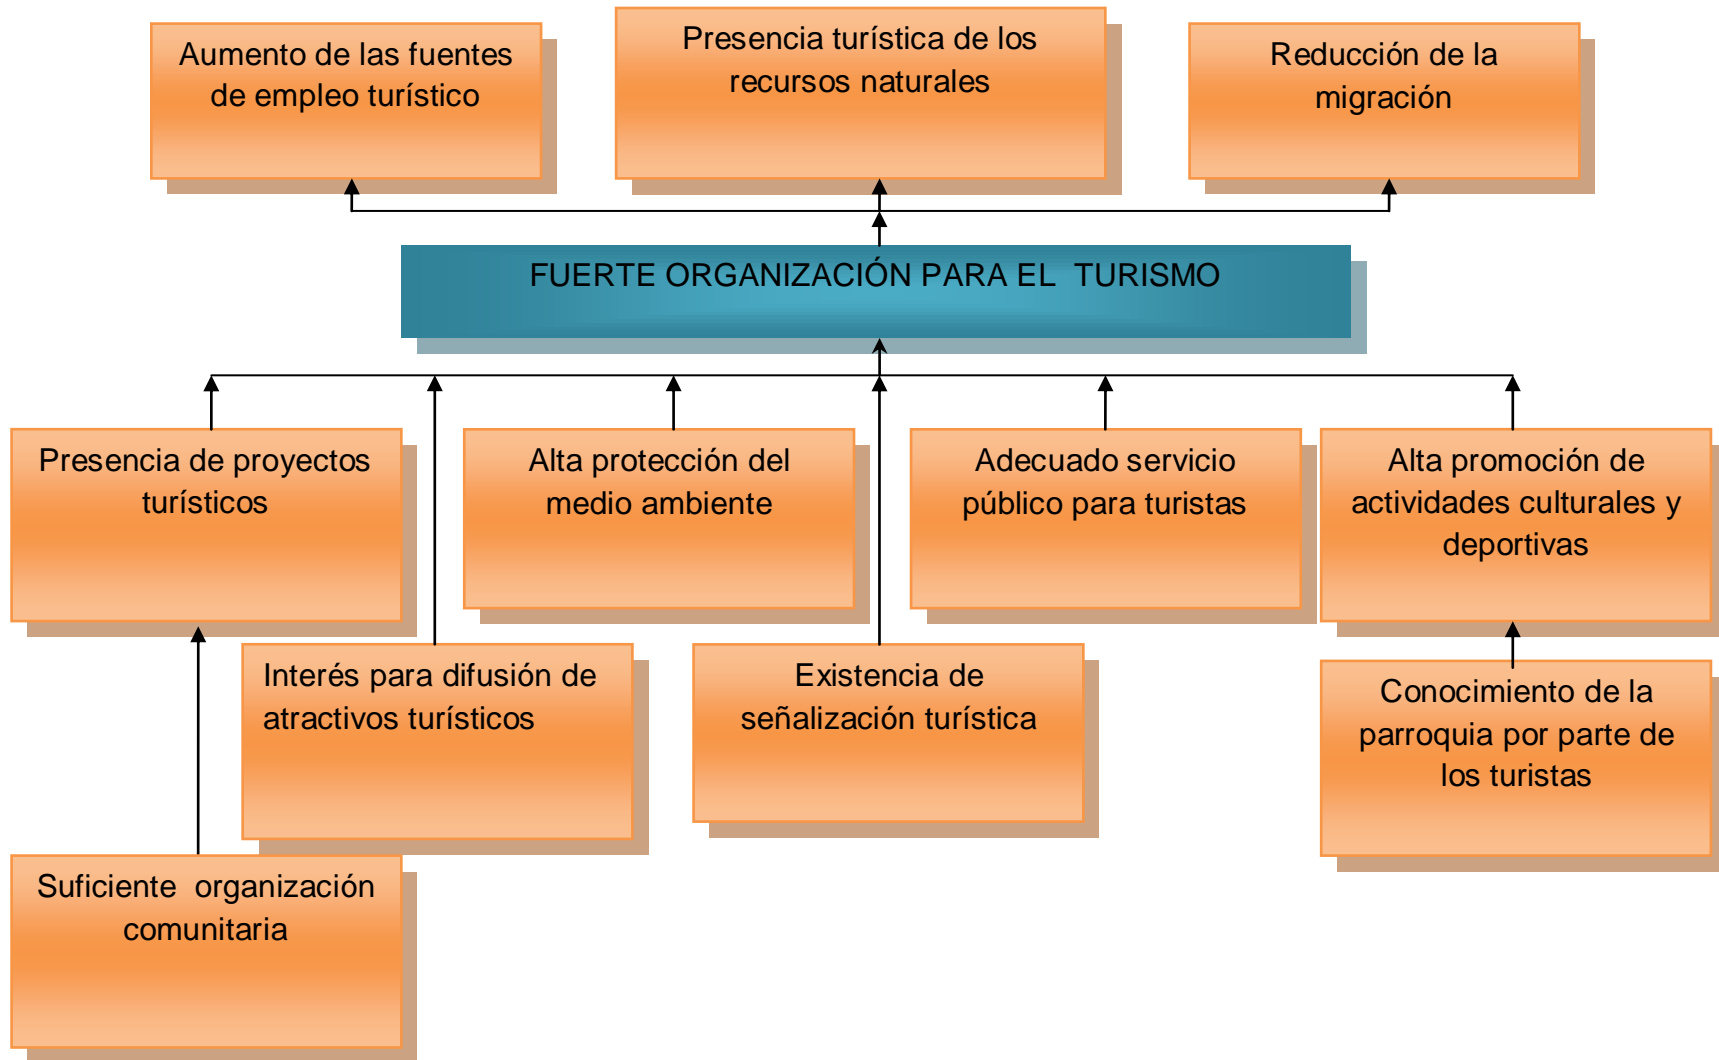 Aumento de las fuentes
de empleo turístico
Presencia turística de los
recursos naturales
Reducción de la
migración
FUERTE ORGANIZACIÓN PARA EL  TURISMO
Presencia de proyectos
turísticos
Alta protección del
medio ambiente
Adecuado servicio
público para turistas
Alta promoción de
actividades culturales y
deportivas
Interés para difusión de
atractivos turísticos
Existencia de
señalización turística
Conocimiento de la
parroquia por parte de
los turistas
Suficiente  organización
comunitaria